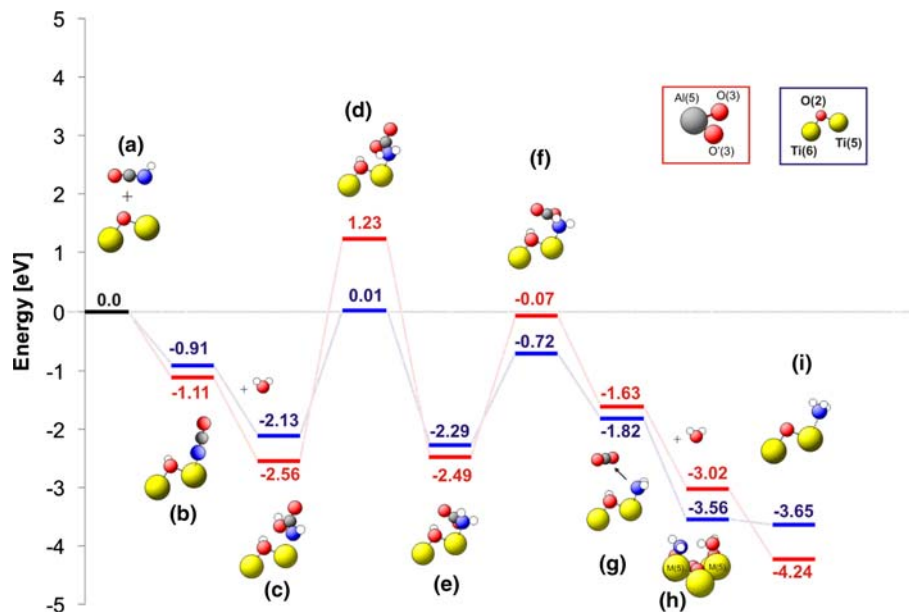 5
4
3
2
1
0
-1
-2
-3
-4
-5
Energy [eV]
(a)
+
0.0
-0.91
-1.11
(b)
+
-2.13
-2.56
(c)
(d)
1.23
0.01
-2.29
-2.49
(e)
(f)
-0.07
-0.72
-1.63
-1.82
(g)
+
-3.02
-3.56
M(5)
M(5)
(h)
(i)
-3.65
-4.24
Al(5)
O(3)
O'(3)
O(2)
Ti(6)
Ti(5)